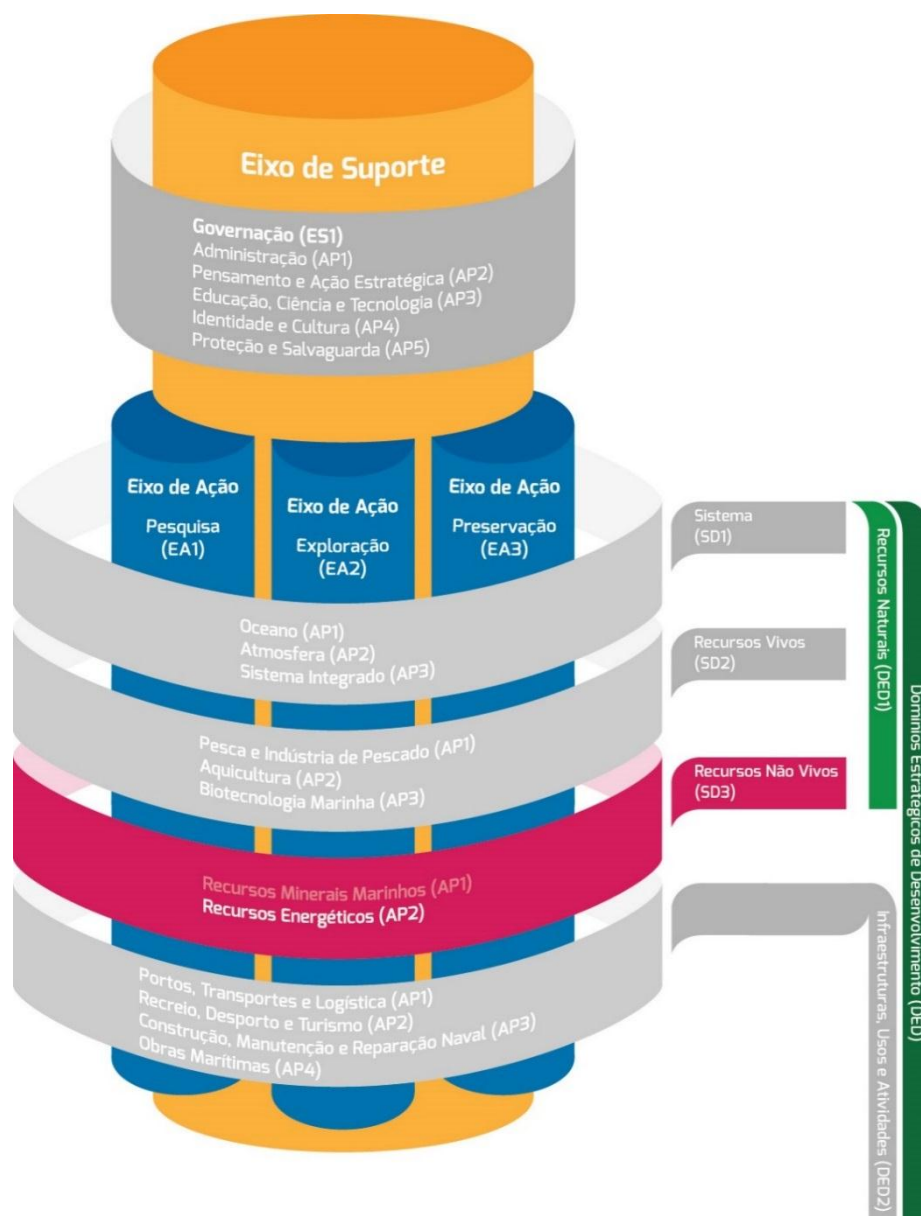 Eixo de Suporte
Governação (ES1)
Administração (AP1)
Pensamento e Ação Estratégica (AP2)
Educação, Ciência e Tecnologia (AP3)
Identidade e Cultura (AP4)
Proteção e Salvaguarda (AP5)
Eixo de Ação
Pesquisa
(EA1)
Eixo de Ação
Exploração
(EA2)
Eixo de Ação
Preservação
(EA3)
Oceano (AP1)
Atmosfera (AP2)
Sistema Integrado (AP3)
Sistema
(SD1)
Pesca e Indústria de Pescado (AP1)
Aquicultura (AP2)
Biotecnologia Marinha (AP3)
Recursos Vivos
(SD2)
Recursos Minerais Marinhos (AP1)
Recursos Energéticos (AP2)
Recursos Não Vivos
(SD3)
Portos, Transportes e Logística (AP1)
Recreio, Desporto e Turismo (AP2)
Construção, Manutenção e Reparação Naval (AP3)
Obras Marítimas (AP4)
Recursos Naturais (DED1)
Infraestruturas, Usos e Atividades (DED2)
Domínios Estratégicos de Desenvolvimento (DED)